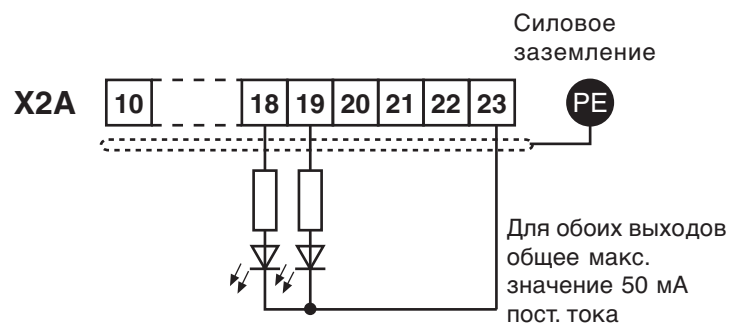 Силовое
заземление
X2A 10 18 19 20 21 22 23 PE
Для обоих выходов
общее макс.
значение 50 мА
пост. тока